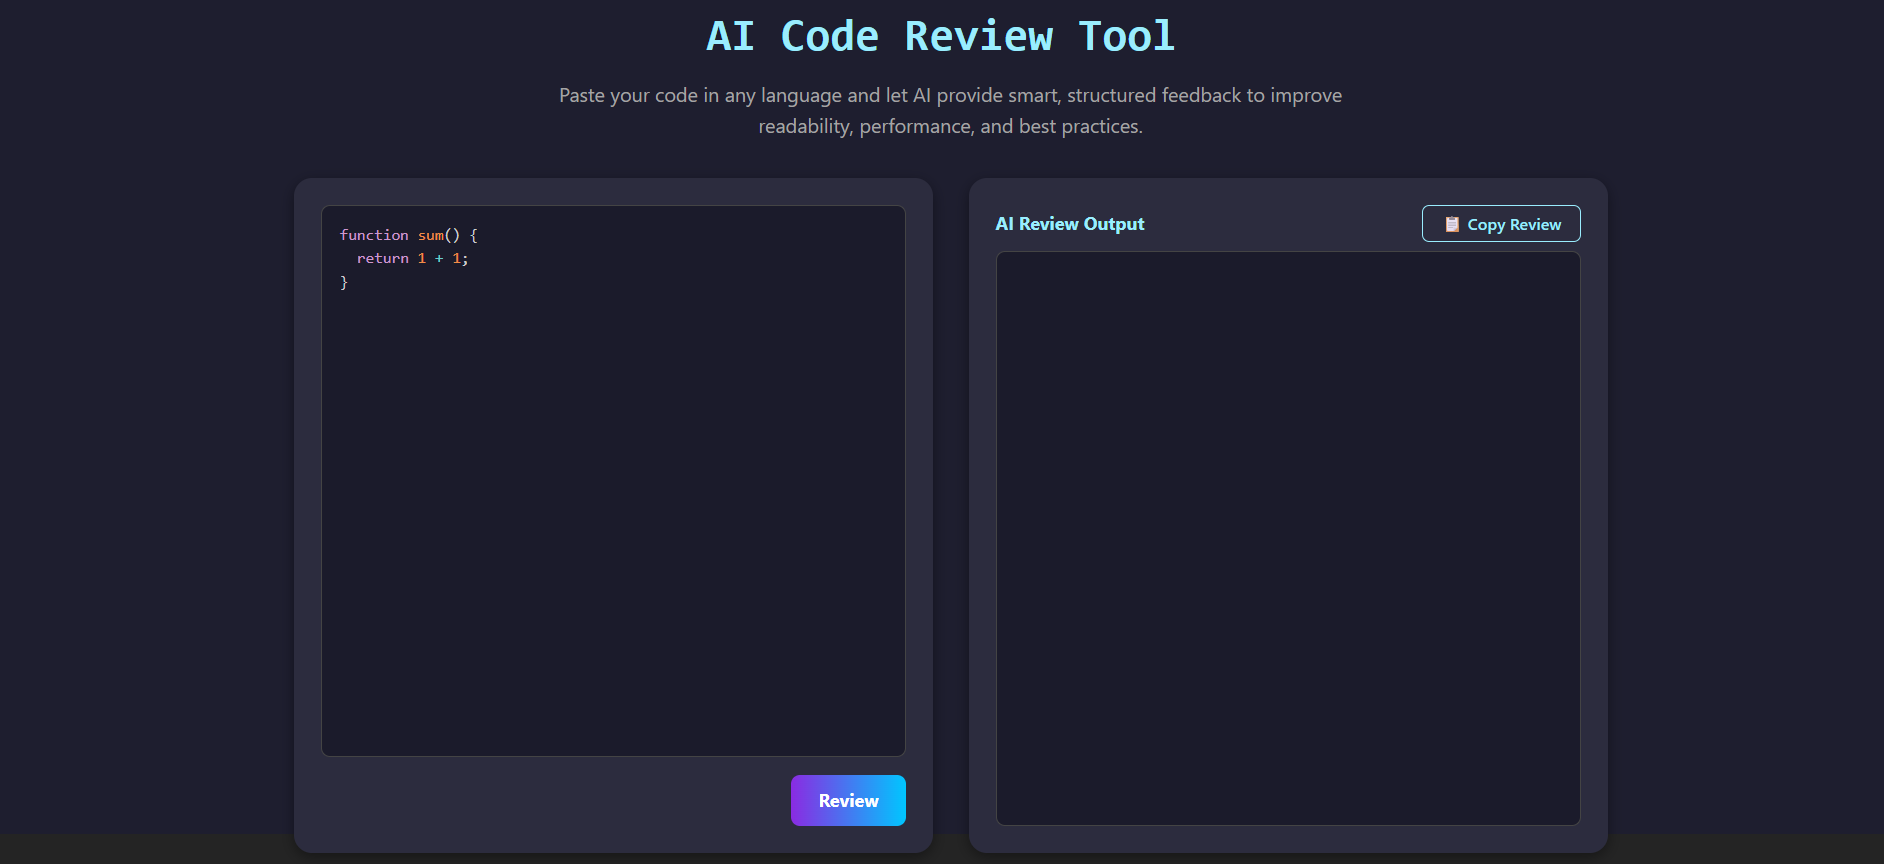 AI Code Review Tool
Paste your code in any language and let AI provide smart, structured feedback to improve
readability, performance, and best practices.
function sum() {
  return 1 + 1;
}
Review
AI Review Output
📋 Copy Review